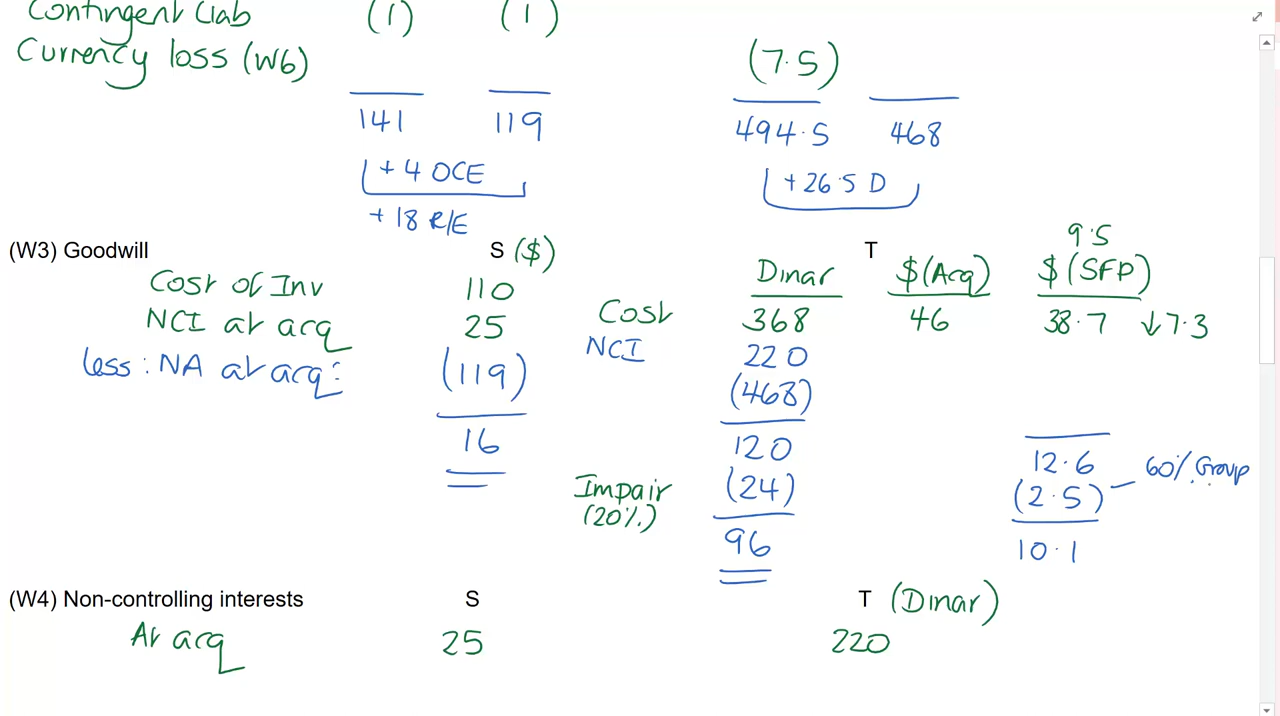 Contingent Liab (1) (1)
Currency loss (W6) (7.5)
141 119 494.5 468
+ 4 OCE + 26.5 D
+ 18 R/E
9.5
(W3) Goodwill S ($) T
Dinar $(Acq) $(SFP)
Cost of Inv 110 Cost 368 46 38.7 ↓7.3
NCI at acq 25 NCI 220
less: NA at acq: (119) (468)
16 120 12.6 60% Group
Impair (24) (2.5)
(20%)
96 10.1
(W4) Non-controlling interests S T (Dinar)
At acq 25 220